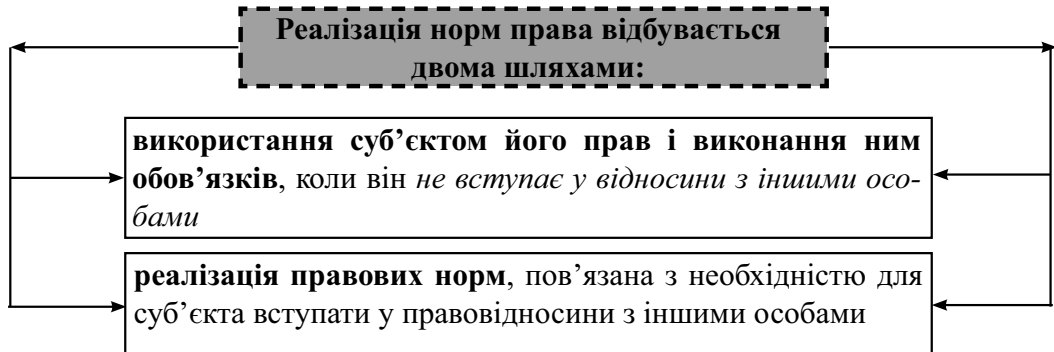 Реалізація норм права відбувається
двома шляхами:
використання суб’єктом його прав і виконання ним
обов’язків, коли він не вступає у відносини з іншими осо-
бами
реалізація правових норм, пов’язана з необхідністю для
суб’єкта вступати у правовідносини з іншими особами